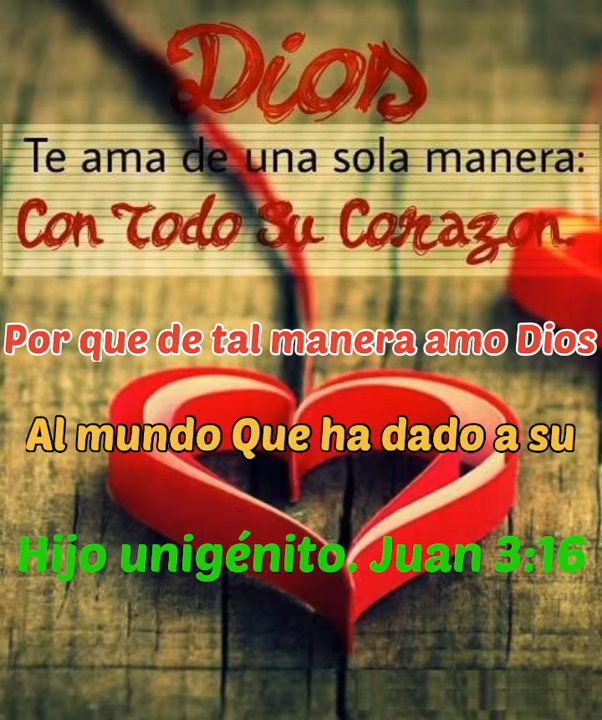 Dios
Te ama de una sola manera:
Con Todo Su Corazon.
Por que de tal manera amo Dios
Al mundo Que ha dado a su
Hijo unigénito. Juan 3:16